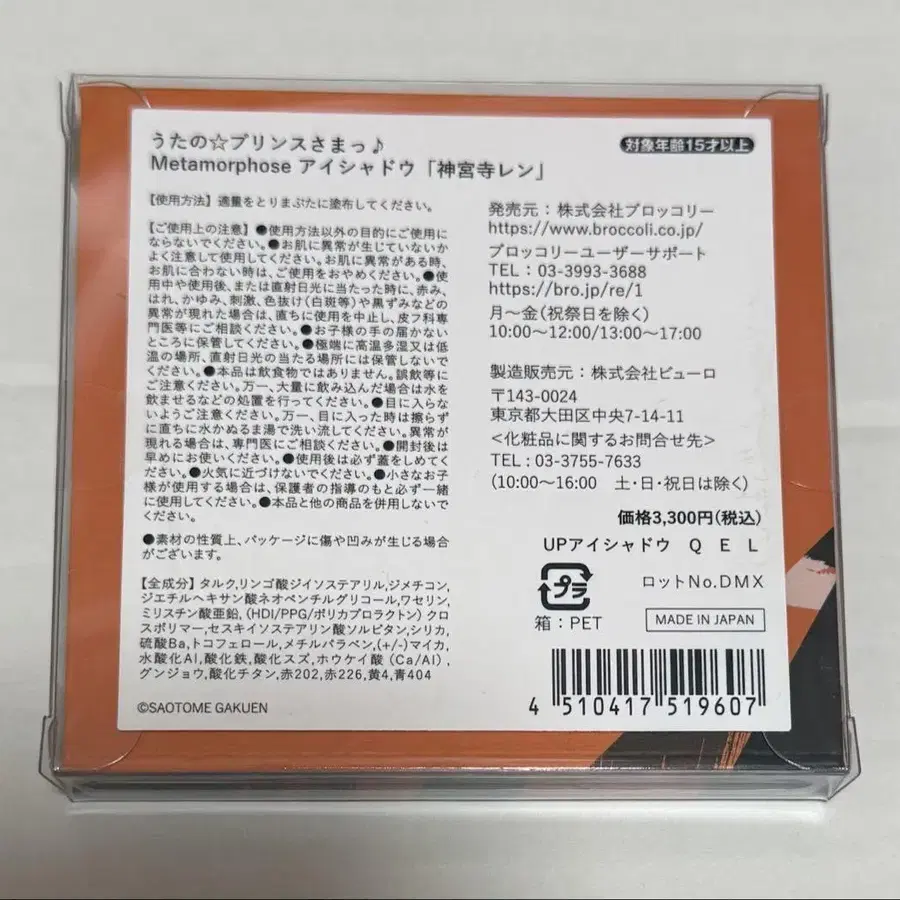 うたの☆プリンスさまっ♪
Metamorphose アイシャドウ「神宮寺レン」
対象年齢15才以上
【使用方法】適量をとりまぶたに塗布してください。
【ご使用上の注意】●使用方法以外の目的にご使用に
ならないでください。●お肌に異常が生じていないか
よく注意して使用してください。お肌に異常がある時、
お肌に合わない時は、ご使用をおやめください。●使
用中や使用後、または直射日光に当たった時に、赤み、
はれ、かゆみ、刺激、色抜け(白斑等)や黒ずみなどの
異常が現れた場合は、直ちに使用を中止し、皮フ科専
門医等にご相談ください。●お子様の手の届かない
ところに保管してください。●極端に高温多湿又は低
温の場所、直射日光の当たる場所には保管しないで
ください。●本品は飲食物ではありません。誤飲等に
ご注意ください。万一、大量に飲み込んだ場合は水を
飲ませるなどの処置を行ってください。●目に入らな
いようご注意ください。万一、目に入った時は擦らず
に直ちに水かぬるま湯で洗い流してください。異常が
現れる場合は、専門医にご相談ください。●開封後は
早めにお使いください。●使用後は必ず蓋をしめてく
ださい。●火気に近づけないでください。●小さなお子
様が使用する場合は、保護者の指導のもと必ず一緒
に使用してください。●本品と他の商品を併用しないで
ください。
●素材の性質上、パッケージに傷や凹みが生じる場合
がございます。
【全成分】タルク,リンゴ酸ジイソステアリル,ジメチコン,
ジエチルヘキサン酸ネオペンチルグリコール,ワセリン,
ミリスチン酸亜鉛,(HDI/PPG/ポリカプロラクトン)クロ
スポリマー,セスキイソステアリン酸ソルビタン,シリカ,
硫酸Ba,トコフェロール,メチルパラベン,(+/-)マイカ,
水酸化Al,酸化鉄,酸化スズ,ホウケイ酸(Ca/Al),
グンジョウ,酸化チタン,赤202,赤226,黄4,青404
©SAOTOME GAKUEN
発売元：株式会社ブロッコリー
https://www.broccoli.co.jp/
ブロッコリーユーザーサポート
TEL：03-3993-3688
https://bro.jp/re/1
月〜金(祝祭日を除く)
10:00〜12:00/13:00〜17:00
製造販売元：株式会社ビューロ
〒143-0024
東京都大田区中央7-14-11
<化粧品に関するお問合せ先>
TEL：03-3755-7633
(10:00〜16:00 土・日・祝日は除く)
価格3,300円(税込)
UPアイシャドウ Q E L
プラ
ロットNo.DMX
箱：PET
MADE IN JAPAN
4 510417 519607